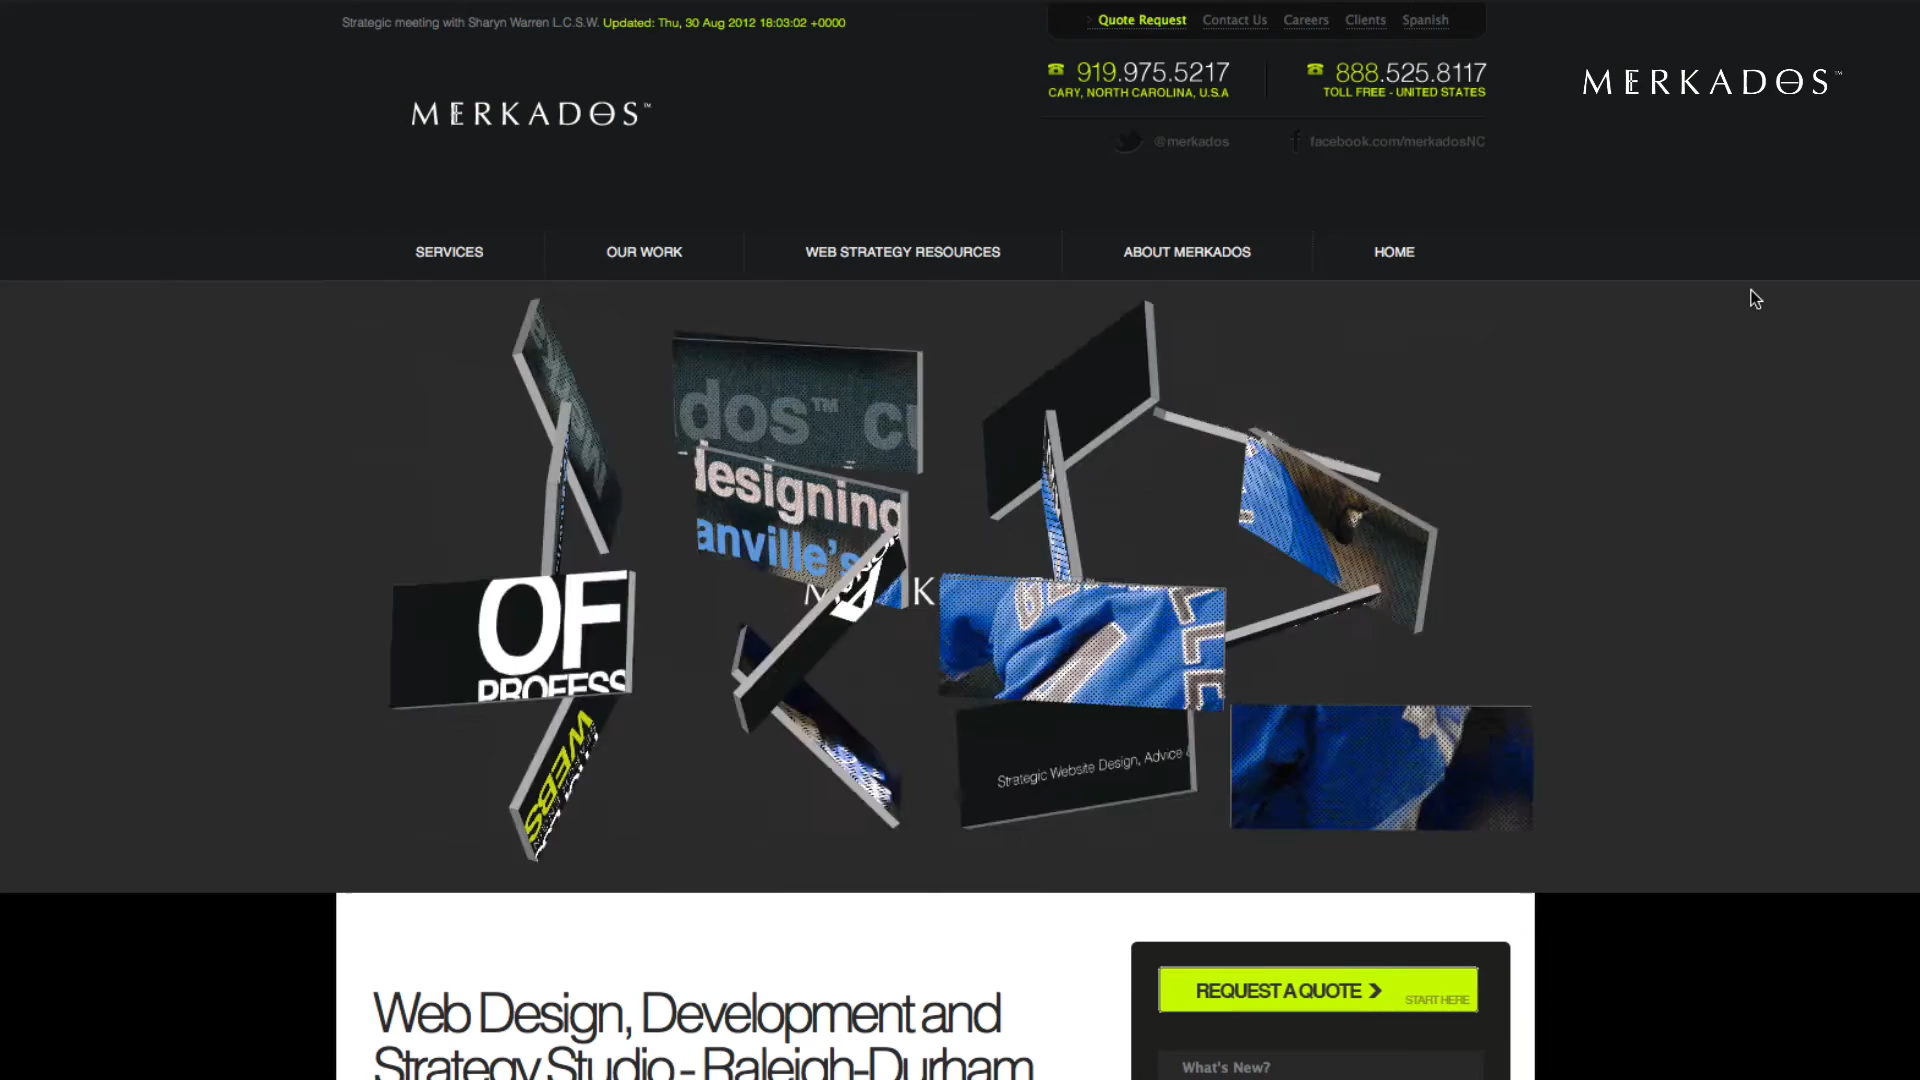 Strategic meeting with Sharyn Warren L.C.S.W. Updated: Thu, 30 Aug 2012 18:03:02 +0000
Quote Request Contact Us Careers Clients Spanish
919.975.5217 888.525.8117
CARY, NORTH CAROLINA, U.S.A TOLL FREE - UNITED STATES
MERKADOS™
MERKADOS™
@merkados facebook.com/merkadosNC
SERVICES OUR WORK WEB STRATEGY RESOURCES ABOUT MERKADOS HOME
dos™ cu
designing
anville's
K
OF
PROFESS
WEBS
Strategic Website Design, Advice &
Web Design, Development and
Strategy Studio - Raleigh-Durham
REQUEST A QUOTE START HERE
What's New?